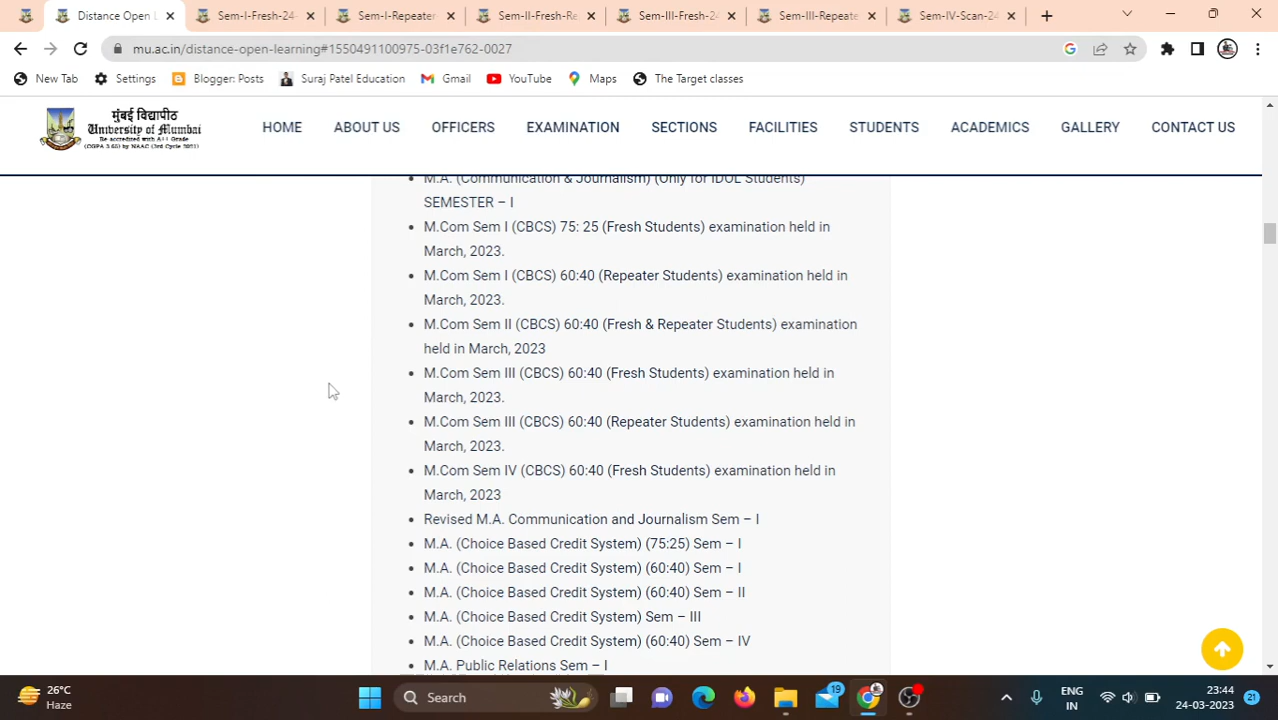 Distance Open L
Sem-I-Fresh-24-
Sem-I-Repeater
Sem-II-Fresh-Re
Sem-III-Fresh-24
Sem-III-Repeate
Sem-IV-Scan-24
mu.ac.in/distance-open-learning#1550491100975-03f1e762-0027
New Tab
Settings
Blogger: Posts
Suraj Patel Education
Gmail
YouTube
Maps
The Target classes
मुंबई विद्यापीठ
University of Mumbai
(CGPA 3.65) by NAAC (3rd Cycle 2021)
HOME
ABOUT US
OFFICERS
EXAMINATION
SECTIONS
FACILITIES
STUDENTS
ACADEMICS
GALLERY
CONTACT US
M.A. (Communication & Journalism) (Only for IDOL Students)
SEMESTER – I
M.Com Sem I (CBCS) 75: 25 (Fresh Students) examination held in
March, 2023.
M.Com Sem I (CBCS) 60:40 (Repeater Students) examination held in
March, 2023.
M.Com Sem II (CBCS) 60:40 (Fresh & Repeater Students) examination
held in March, 2023
M.Com Sem III (CBCS) 60:40 (Fresh Students) examination held in
March, 2023.
M.Com Sem III (CBCS) 60:40 (Repeater Students) examination held in
March, 2023.
M.Com Sem IV (CBCS) 60:40 (Fresh Students) examination held in
March, 2023
Revised M.A. Communication and Journalism Sem – I
M.A. (Choice Based Credit System) (75:25) Sem – I
M.A. (Choice Based Credit System) (60:40) Sem – I
M.A. (Choice Based Credit System) (60:40) Sem – II
M.A. (Choice Based Credit System) Sem – III
M.A. (Choice Based Credit System) (60:40) Sem – IV
M.A. Public Relations Sem – I
26°C
Haze
Search
19
ENG
IN
23:44
24-03-2023
21